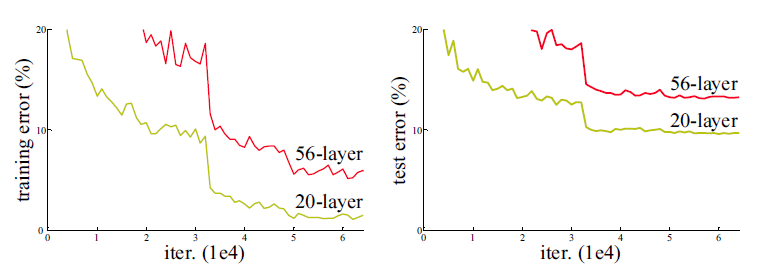 training error (%)
20
10
0
0 1 2 3 4 5 6
iter. (1e4)
56-layer
20-layer
test error (%)
20
10
0
0 1 2 3 4 5 6
iter. (1e4)
56-layer
20-layer